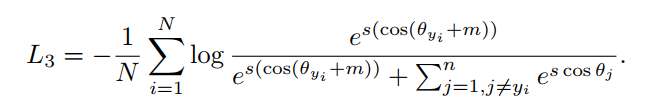 L_3 = -\frac{1}{N} \sum_{i=1}^{N} \log \frac{e^{s(\cos(\theta_{y_i}+m))}}{e^{s(\cos(\theta_{y_i}+m))} + \sum_{j=1,j\neq y_i}^{n} e^{s \cos \theta_j}}.